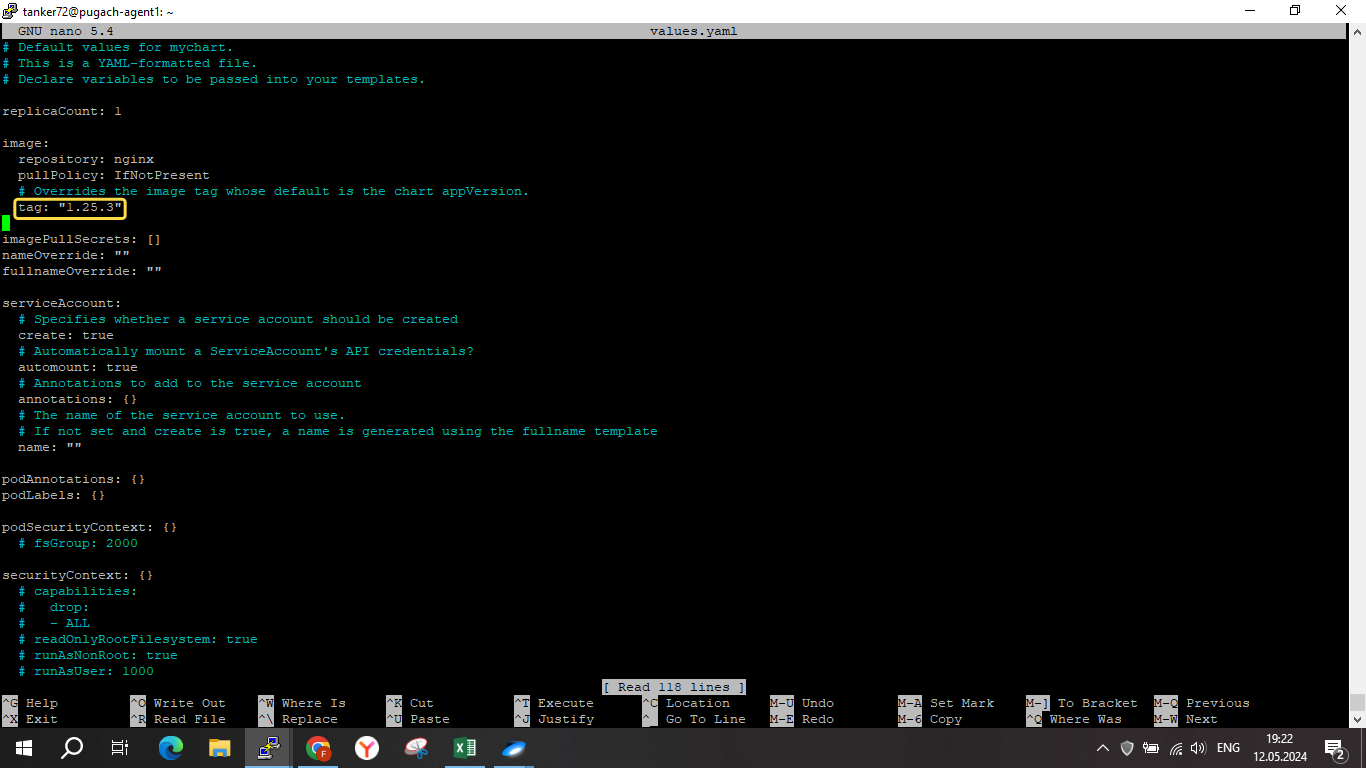 tanker72@pugach-agent1: ~
GNU nano 5.4 values.yaml
# Default values for mychart.
# This is a YAML-formatted file.
# Declare variables to be passed into your templates.
replicaCount: 1
image:
  repository: nginx
  pullPolicy: IfNotPresent
  # Overrides the image tag whose default is the chart appVersion.
  tag: "1.25.3"
imagePullSecrets: []
nameOverride: ""
fullnameOverride: ""
serviceAccount:
  # Specifies whether a service account should be created
  create: true
  # Automatically mount a ServiceAccount's API credentials?
  automount: true
  # Annotations to add to the service account
  annotations: {}
  # The name of the service account to use.
  # If not set and create is true, a name is generated using the fullname template
  name: ""
podAnnotations: {}
podLabels: {}
podSecurityContext: {}
  # fsGroup: 2000
securityContext: {}
  # capabilities:
  #   drop:
  #   - ALL
  # readOnlyRootFilesystem: true
  # runAsNonRoot: true
  # runAsUser: 1000
[ Read 118 lines ]
^G Help ^O Write Out ^W Where Is ^K Cut ^T Execute ^C Location M-U Undo M-A Set Mark M-] To Bracket M-Q Previous
^X Exit ^R Read File ^\ Replace ^U Paste ^J Justify ^_ Go To Line M-E Redo M-6 Copy ^Q Where Was M-W Next
ENG
19:22
12.05.2024
2